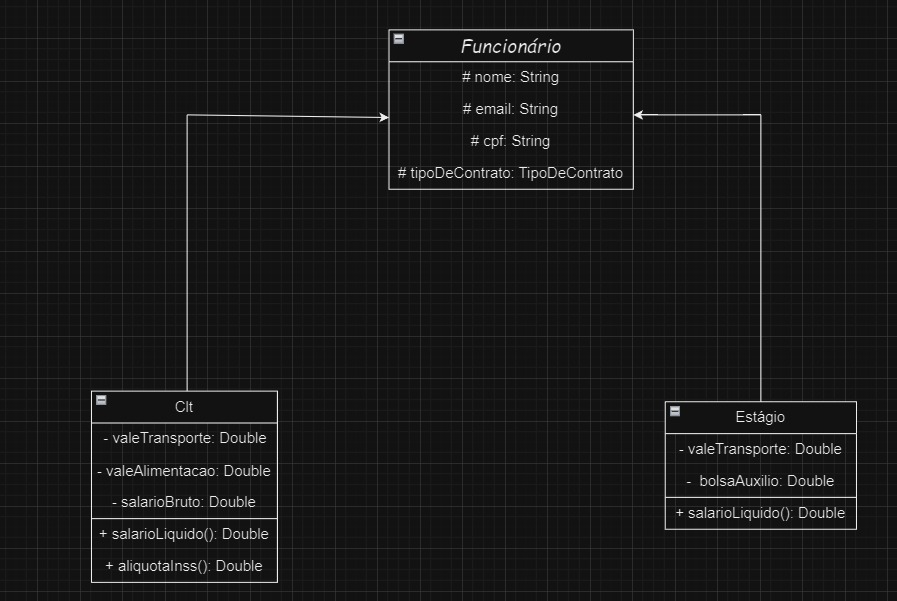 Funcionário
# nome: String
# email: String
# cpf: String
# tipoDeContrato: TipoDeContrato
Clt
- valeTransporte: Double
- valeAlimentacao: Double
- salarioBruto: Double
+ salarioLiquido(): Double
+ aliquotaInss(): Double
Estágio
- valeTransporte: Double
- bolsaAuxilio: Double
+ salarioLiquido(): Double